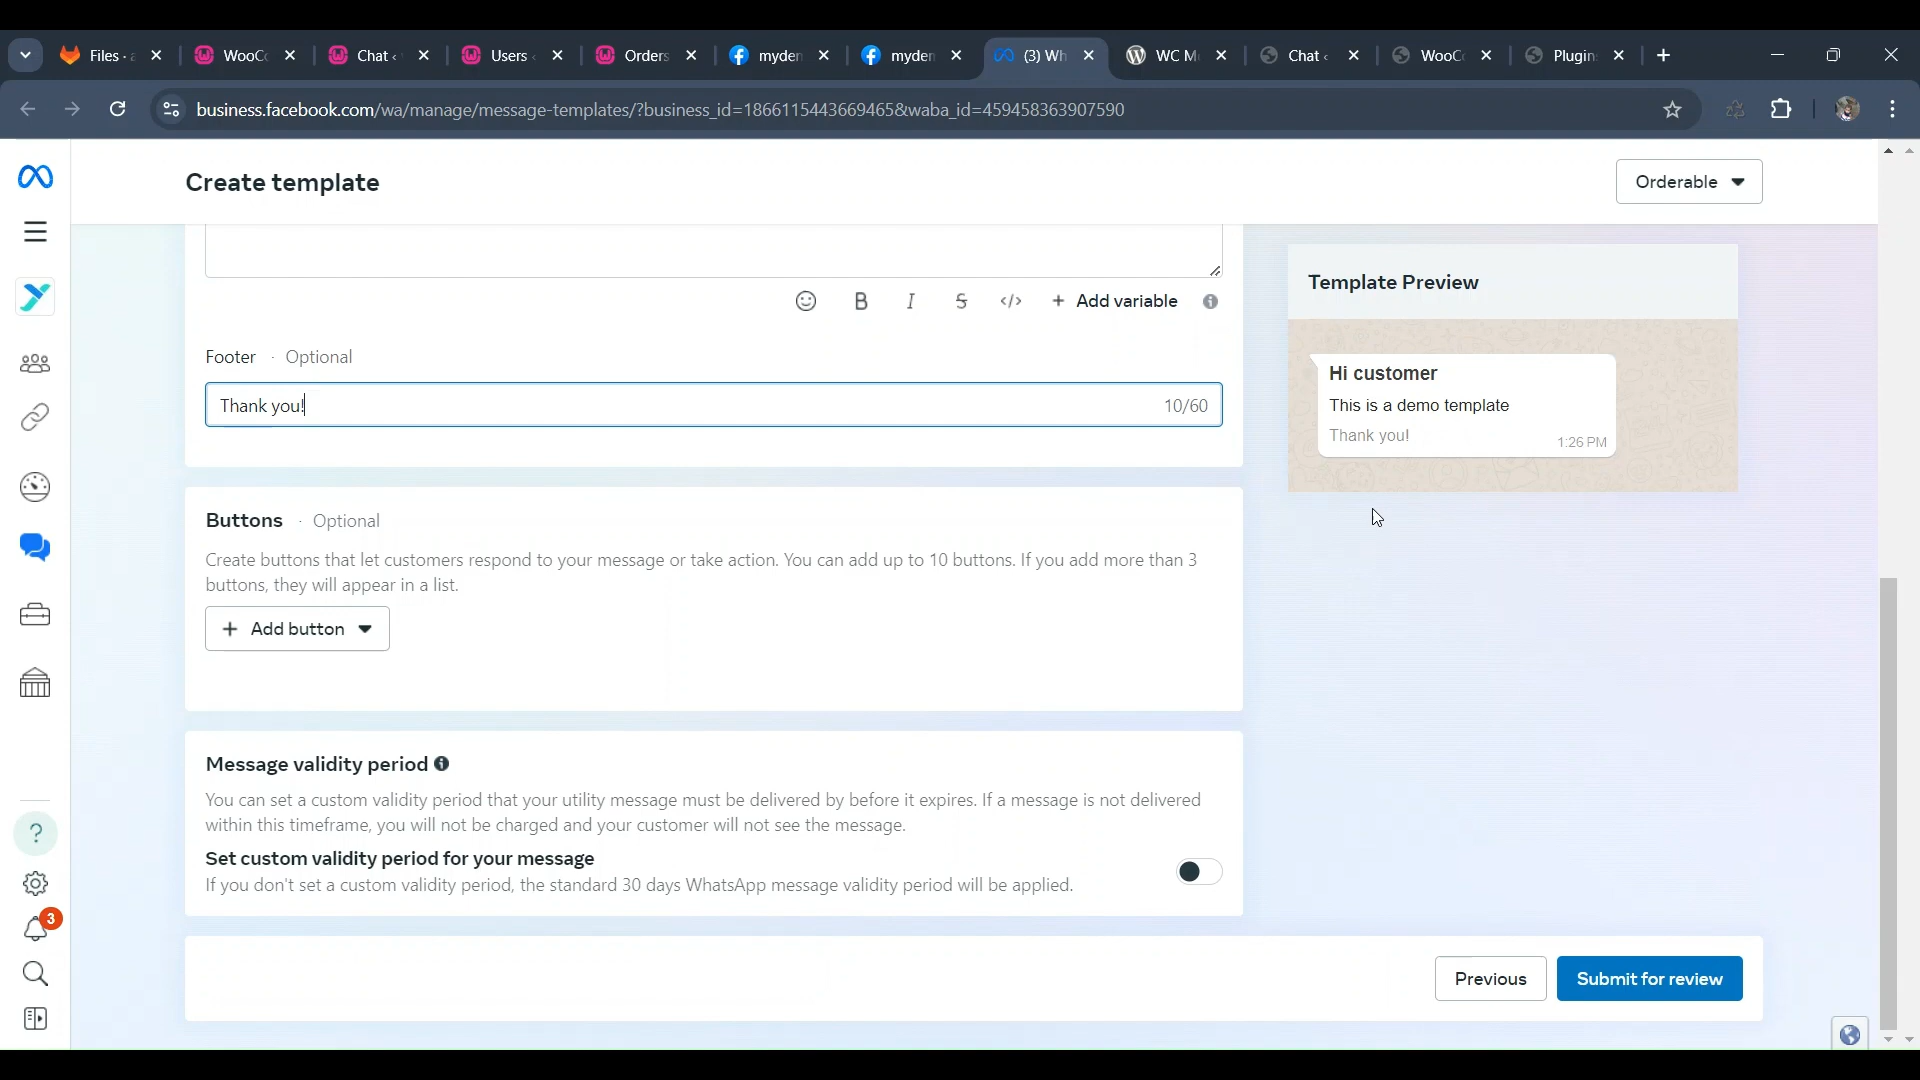 Files ·
WooC
Chat ‹
Users ‹
Orders
myden
myden
(3) Wh
WC M
Chat ‹
WooC
Plugin
business.facebook.com/wa/manage/message-templates/?business_id=1866115443669465&waba_id=459458363907590
Create template
Orderable
+ Add variable
Footer · Optional
Thank you!
10/60
Template Preview
Hi customer
This is a demo template
Thank you!
1:26 PM
Buttons · Optional
Create buttons that let customers respond to your message or take action. You can add up to 10 buttons. If you add more than 3
buttons, they will appear in a list.
+ Add button
Message validity period
You can set a custom validity period that your utility message must be delivered by before it expires. If a message is not delivered
within this timeframe, you will not be charged and your customer will not see the message.
Set custom validity period for your message
If you don't set a custom validity period, the standard 30 days WhatsApp message validity period will be applied.
3
Previous
Submit for review